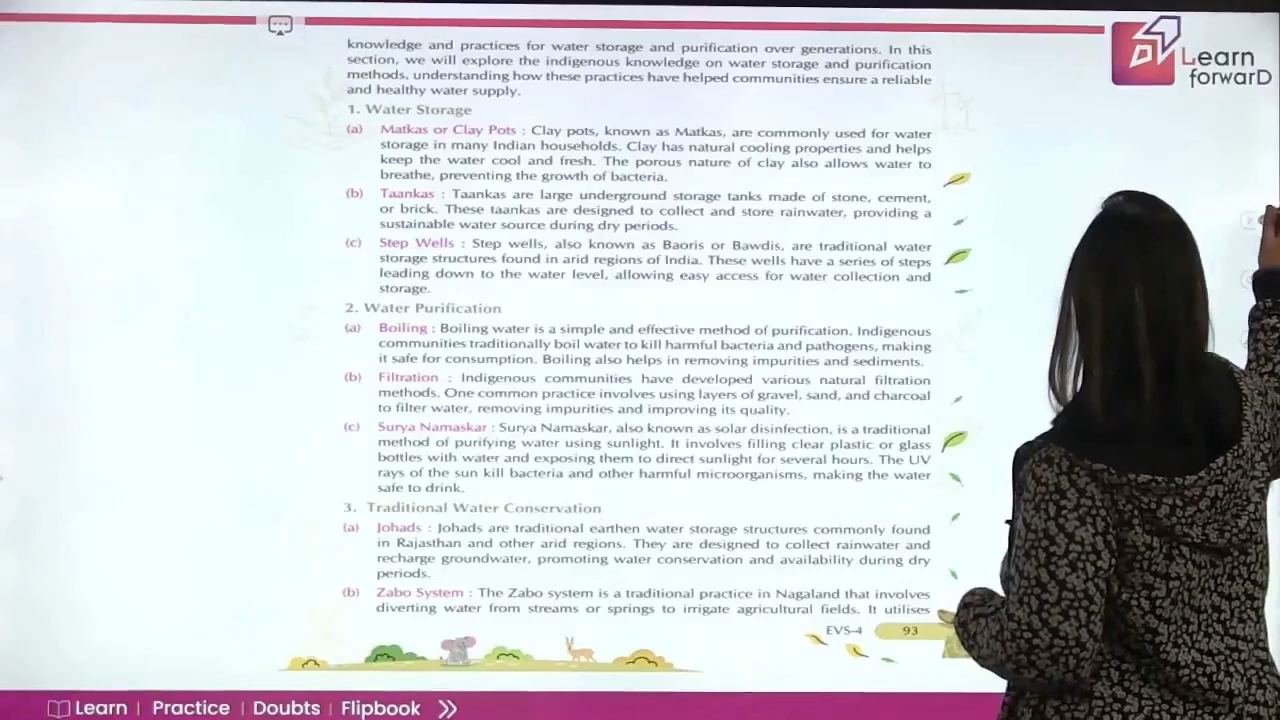 Learn
forwarD
knowledge and practices for water storage and purification over generations. In this
section, we will explore the indigenous knowledge on water storage and purification
methods, understanding how these practices have helped communities ensure a reliable
and healthy water supply.
1. Water Storage
(a) Matkas or Clay Pots : Clay pots, known as Matkas, are commonly used for water
storage in many Indian households. Clay has natural cooling properties and helps
keep the water cool and fresh. The porous nature of clay also allows water to
breathe, preventing the growth of bacteria.
(b) Taankas : Taankas are large underground storage tanks made of stone, cement,
or brick. These taankas are designed to collect and store rainwater, providing a
sustainable water source during dry periods.
(c) Step Wells : Step wells, also known as Baoris or Bawdis, are traditional water
storage structures found in arid regions of India. These wells have a series of steps
leading down to the water level, allowing easy access for water collection and
storage.
2. Water Purification
(a) Boiling : Boiling water is a simple and effective method of purification. Indigenous
communities traditionally boil water to kill harmful bacteria and pathogens, making
it safe for consumption. Boiling also helps in removing impurities and sediments.
(b) Filtration : Indigenous communities have developed various natural filtration
methods. One common practice involves using layers of gravel, sand, and charcoal
to filter water, removing impurities and improving its quality.
(c) Surya Namaskar : Surya Namaskar, also known as solar disinfection, is a traditional
method of purifying water using sunlight. It involves filling clear plastic or glass
bottles with water and exposing them to direct sunlight for several hours. The UV
rays of the sun kill bacteria and other harmful microorganisms, making the water
safe to drink.
3. Traditional Water Conservation
(a) Johads : Johads are traditional earthen water storage structures commonly found
in Rajasthan and other arid regions. They are designed to collect rainwater and
recharge groundwater, promoting water conservation and availability during dry
periods.
(b) Zabo System : The Zabo system is a traditional practice in Nagaland that involves
diverting water from streams or springs to irrigate agricultural fields. It utilises
EVS-4 93
Learn | Practice | Doubts | Flipbook